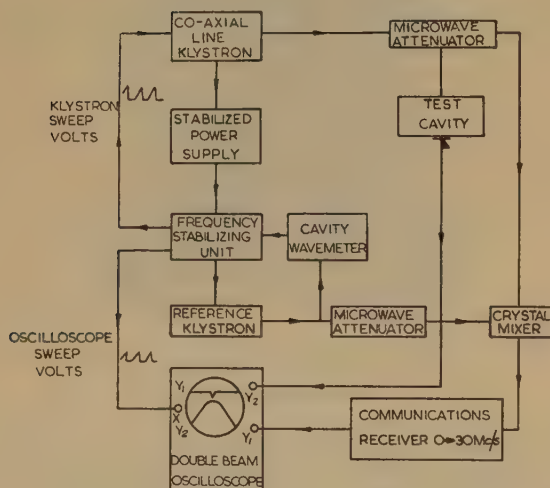 CO-AXIAL
LINE
KLYSTRON
MICROWAVE
ATTENUATOR
KLYSTRON
SWEEP
VOLTS
STABILIZED
POWER
SUPPLY
TEST
CAVITY
FREQUENCY
STABILIZING
UNIT
CAVITY
WAVEMETER
REFERENCE
KLYSTRON
MICROWAVE
ATTENUATOR
CRYSTAL
MIXER
OSCILLOSCOPE
SWEEP
VOLTS
Y₁
Y₂
X
Y₂
Y₁
COMMUNICATIONS
RECEIVER 0→30Mc/s
DOUBLE BEAM
OSCILLOSCOPE